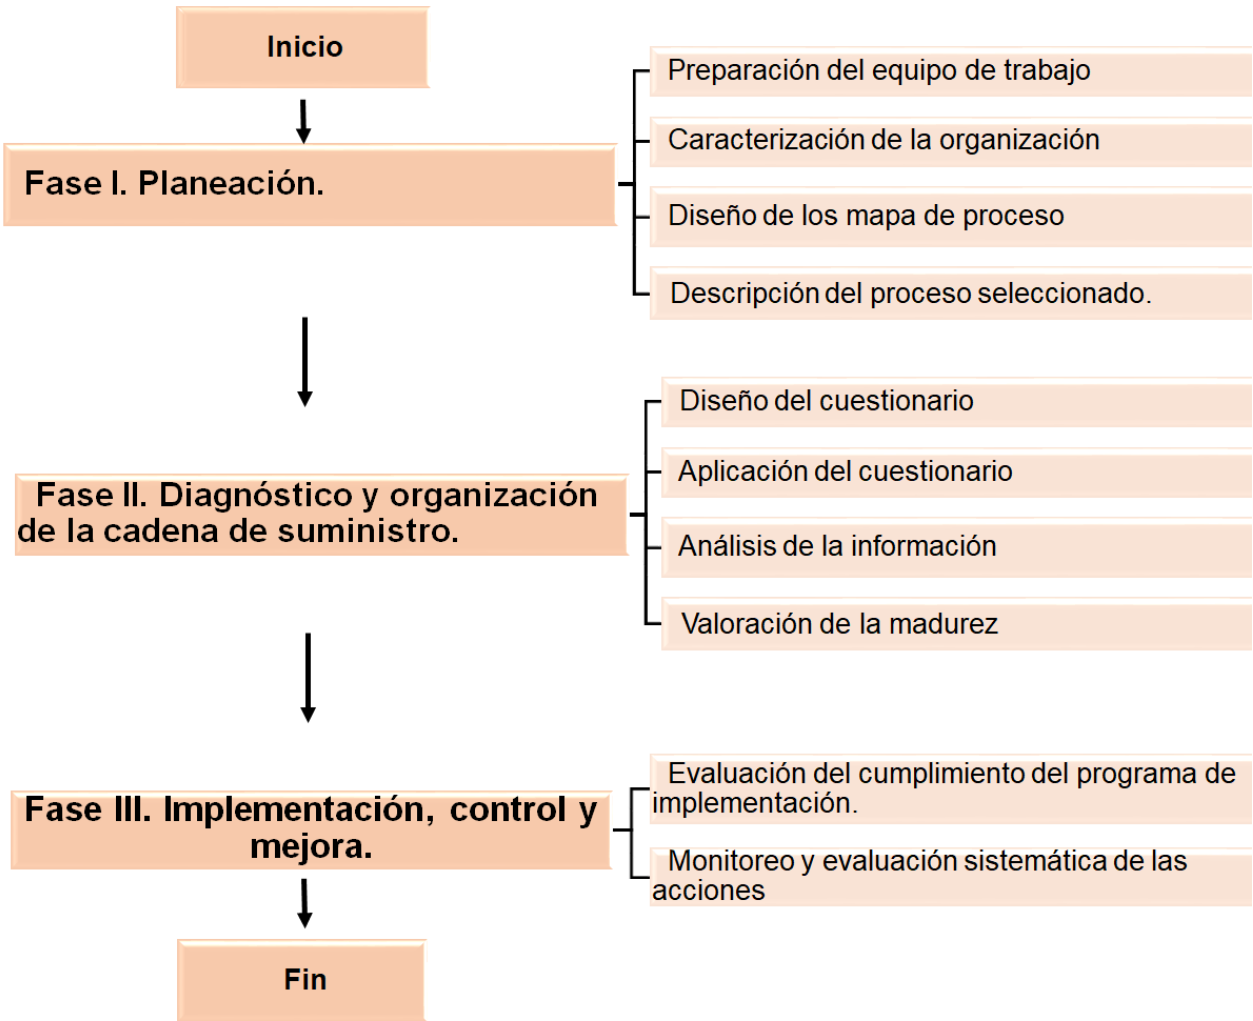 Inicio
Fase I. Planeación.
Preparación del equipo de trabajo
Caracterización de la organización
Diseño de los mapa de proceso
Descripción del proceso seleccionado.
Fase II. Diagnóstico y organización
de la cadena de suministro.
Diseño del cuestionario
Aplicación del cuestionario
Análisis de la información
Valoración de la madurez
Fase III. Implementación, control y
mejora.
Evaluación del cumplimiento del programa de
implementación.
Monitoreo y evaluación sistemática de las
acciones
Fin